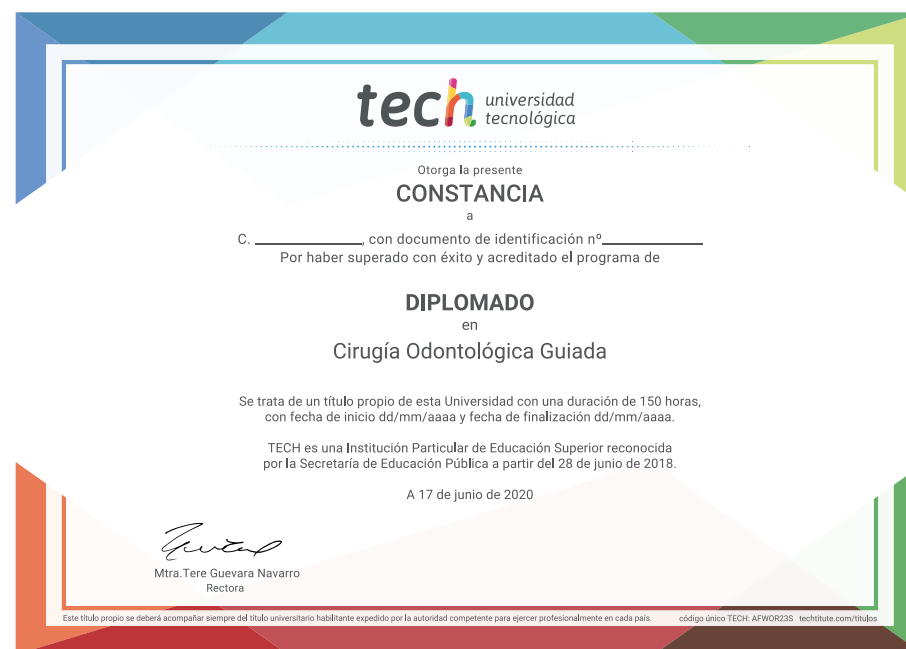 tech universidad
tecnológica
Otorga la presente
CONSTANCIA
a
C. ____________, con documento de identificación nº____________
Por haber superado con éxito y acreditado el programa de
DIPLOMADO
en
Cirugía Odontológica Guiada
Se trata de un título propio de esta Universidad con una duración de 150 horas,
con fecha de inicio dd/mm/aaaa y fecha de finalización dd/mm/aaaa.
TECH es una Institución Particular de Educación Superior reconocida
por la Secretaría de Educación Pública a partir del 28 de junio de 2018.
A 17 de junio de 2020
Mtra.Tere Guevara Navarro
Rectora
Este título propio se deberá acompañar siempre del título universitario habilitante expedido por la autoridad competente para ejercer profesionalmente en cada país. código único TECH: AFWOR23S techtitute.com/titulos